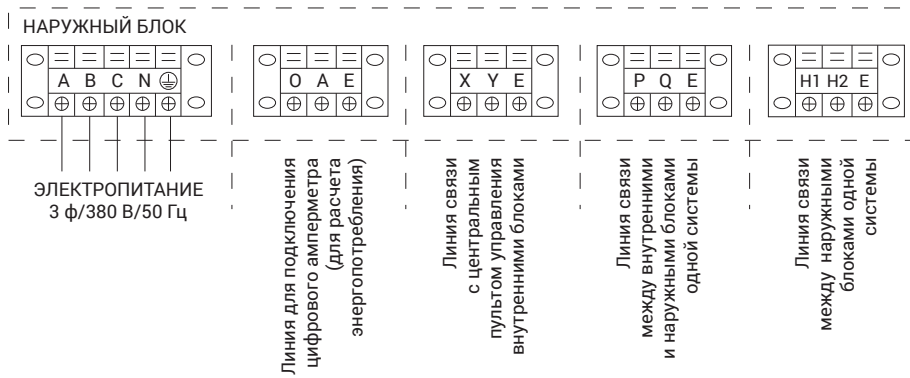 НАРУЖНЫЙ БЛОК
A B C N
O A E
X Y E
P Q E
H1 H2 E
ЭЛЕКТРОПИТАНИЕ
3 ф/380 В/50 Гц
Линия для подключения
цифрового амперметра
(для расчета
энергопотребления)
Линия связи
с центральным
пультом управления
внутренними блоками
Линия связи
между внутренними
и наружными блоками
одной системы
Линия связи
между наружными
блоками одной
системы